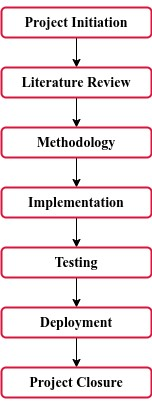 Project Initiation
Literature Review
Methodology
Implementation
Testing
Deployment
Project Closure